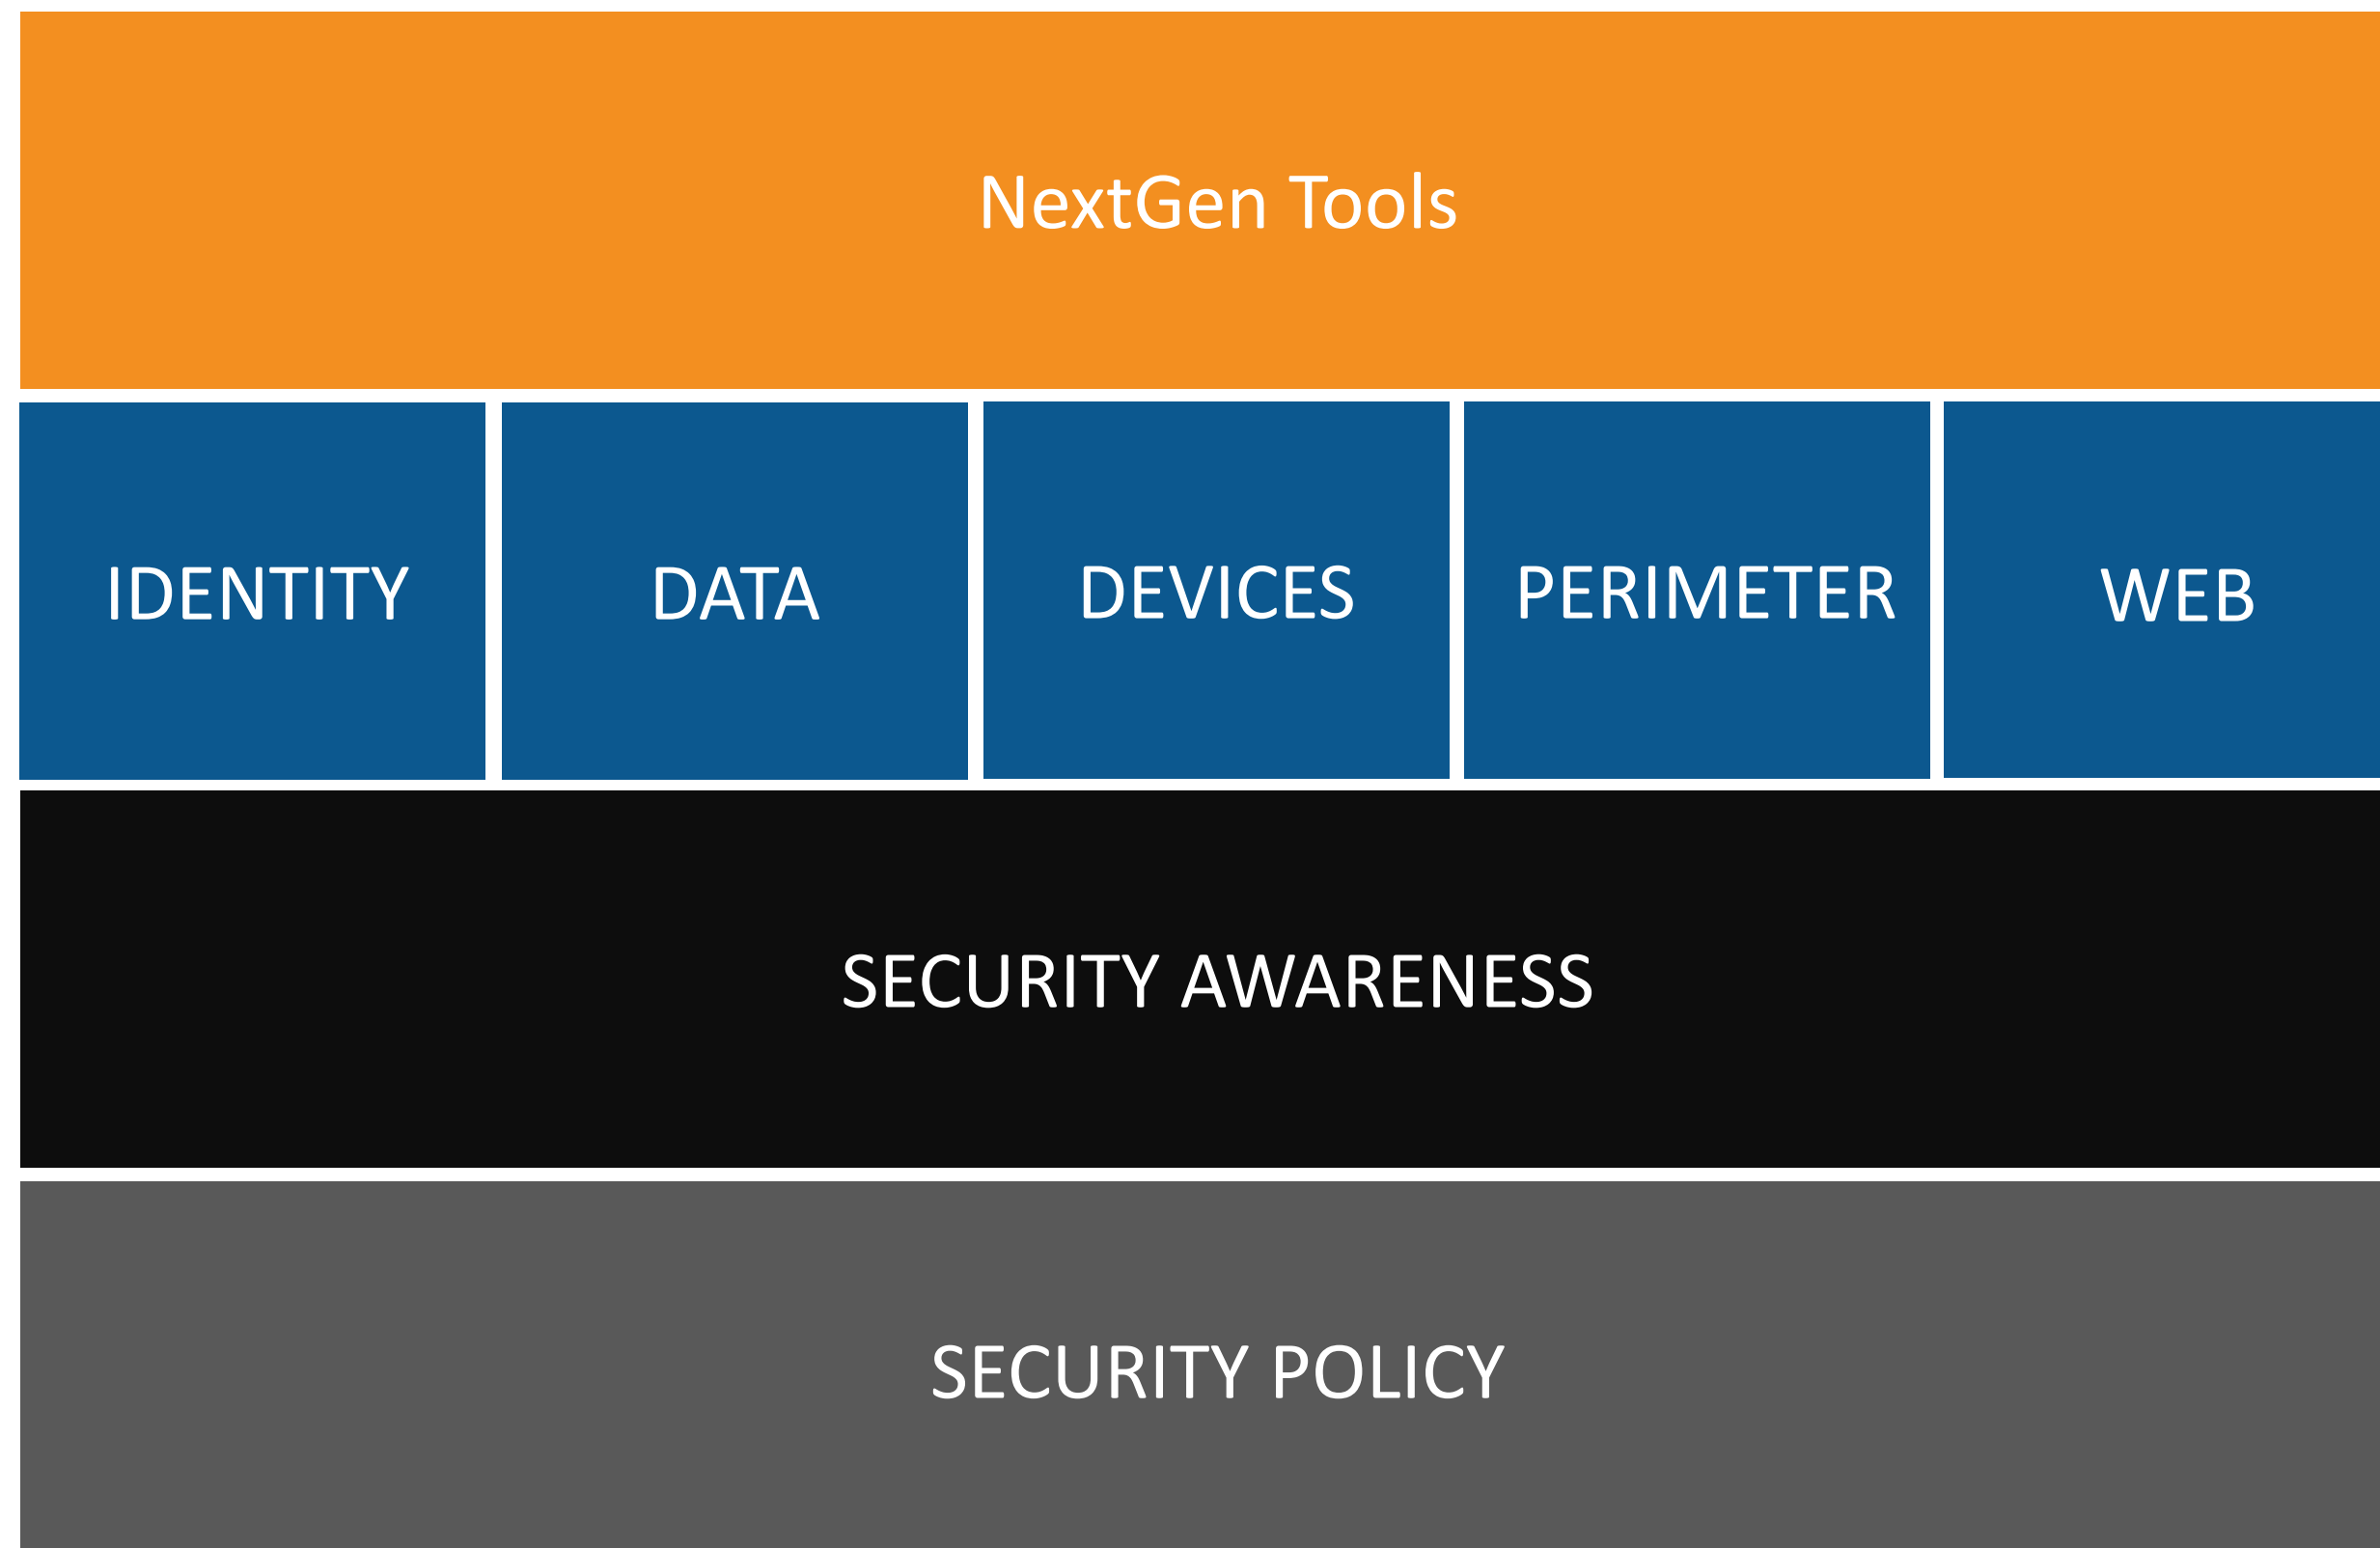 NextGen Tools
IDENTITY
DATA
DEVICES
PERIMETER
WEB
SECURITY AWARENESS
SECURITY POLICY